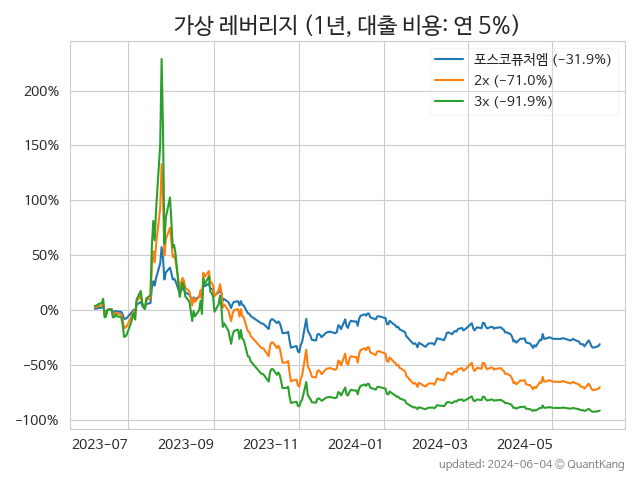 가상 레버리지 (1년, 대출 비용: 연 5%)
포스코퓨처엠 (−31.9%)
2x (−71.0%)
3x (−91.9%)
200%
150%
100%
50%
0%
−50%
−100%
2023-07 2023-09 2023-11 2024-01 2024-03 2024-05
updated: 2024-06-04 © QuantKang